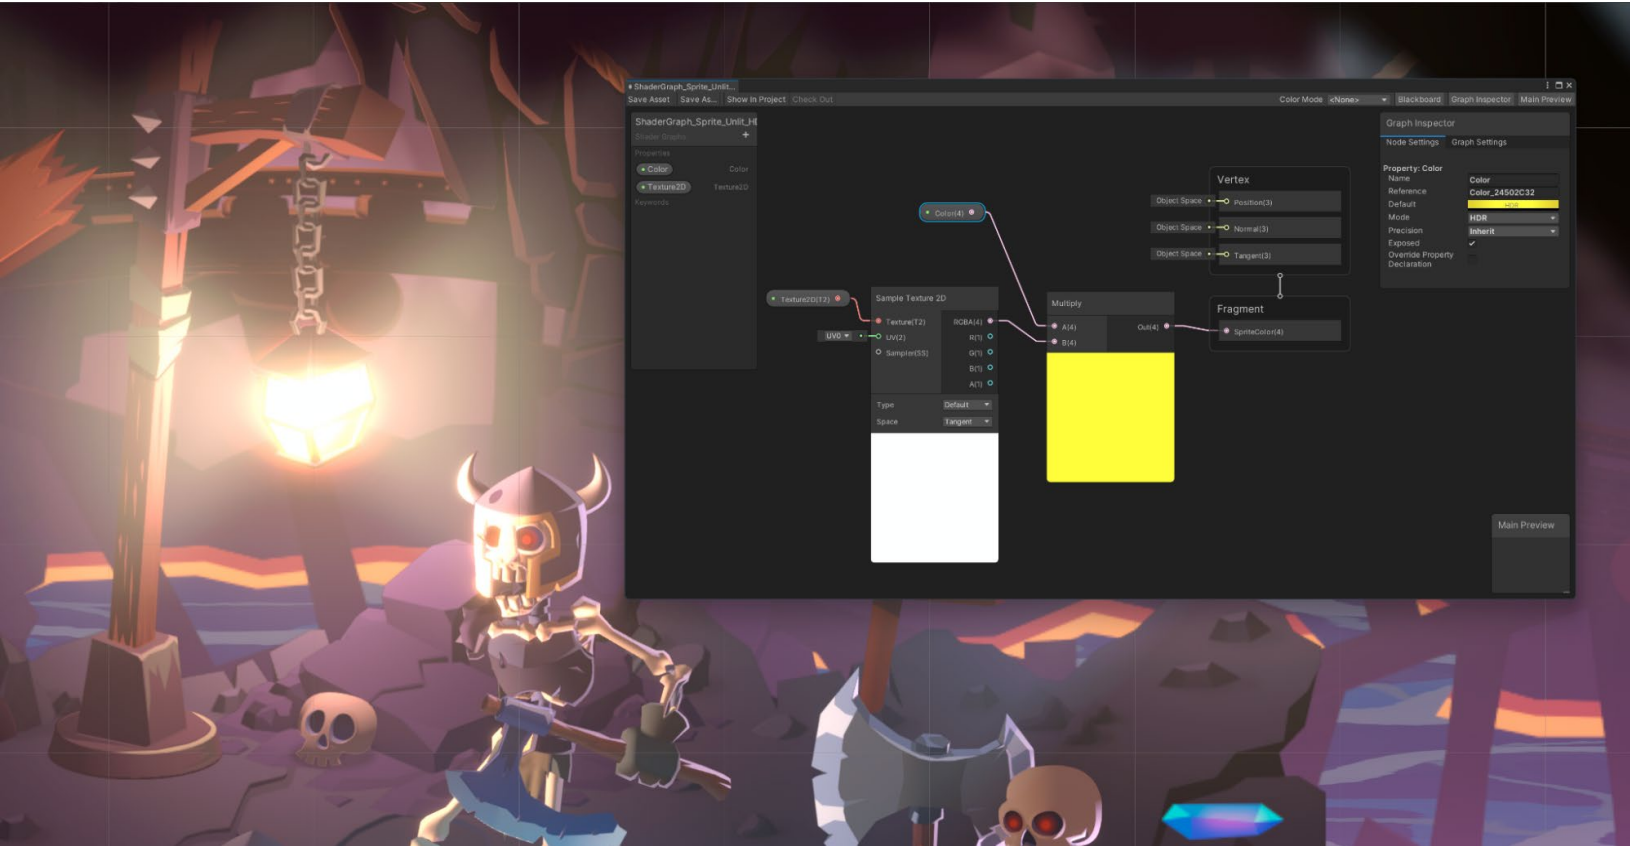 ShaderGraph_Sprite_Unlit...
Save Asset Save As... Show In Project Check Out Color Mode <None> Blackboard Graph Inspector Main Preview
ShaderGraph_Sprite_Unlit_H
Shader Graphs
Properties
Color Color
Texture2D Texture2D
Keywords
Color(4)
Texture2D(T2)
UV0
Sample Texture 2D
Texture(T2) RGBA(4)
UV(2) R(1)
Sampler(SS) G(1)
B(1)
A(1)
Type Default
Space Tangent
Multiply
A(4) Out(4)
B(4)
Vertex
Object Space Position(3)
Object Space Normal(3)
Object Space Tangent(3)
Fragment
SpriteColor(4)
Graph Inspector
Node Settings Graph Settings
Property: Color
Name Color
Reference Color_24502C32
Default HDR
Mode HDR
Precision Inherit
Exposed
Override Property
Declaration
Main Preview